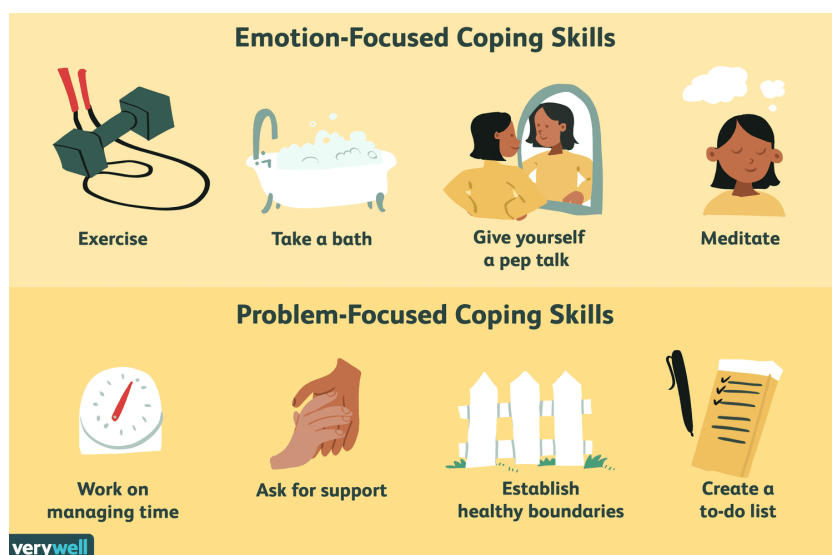 Emotion-Focused Coping Skills
Exercise
Take a bath
Give yourself
a pep talk
Meditate
Problem-Focused Coping Skills
Work on
managing time
Ask for support
Establish
healthy boundaries
Create a
to-do list
verywell